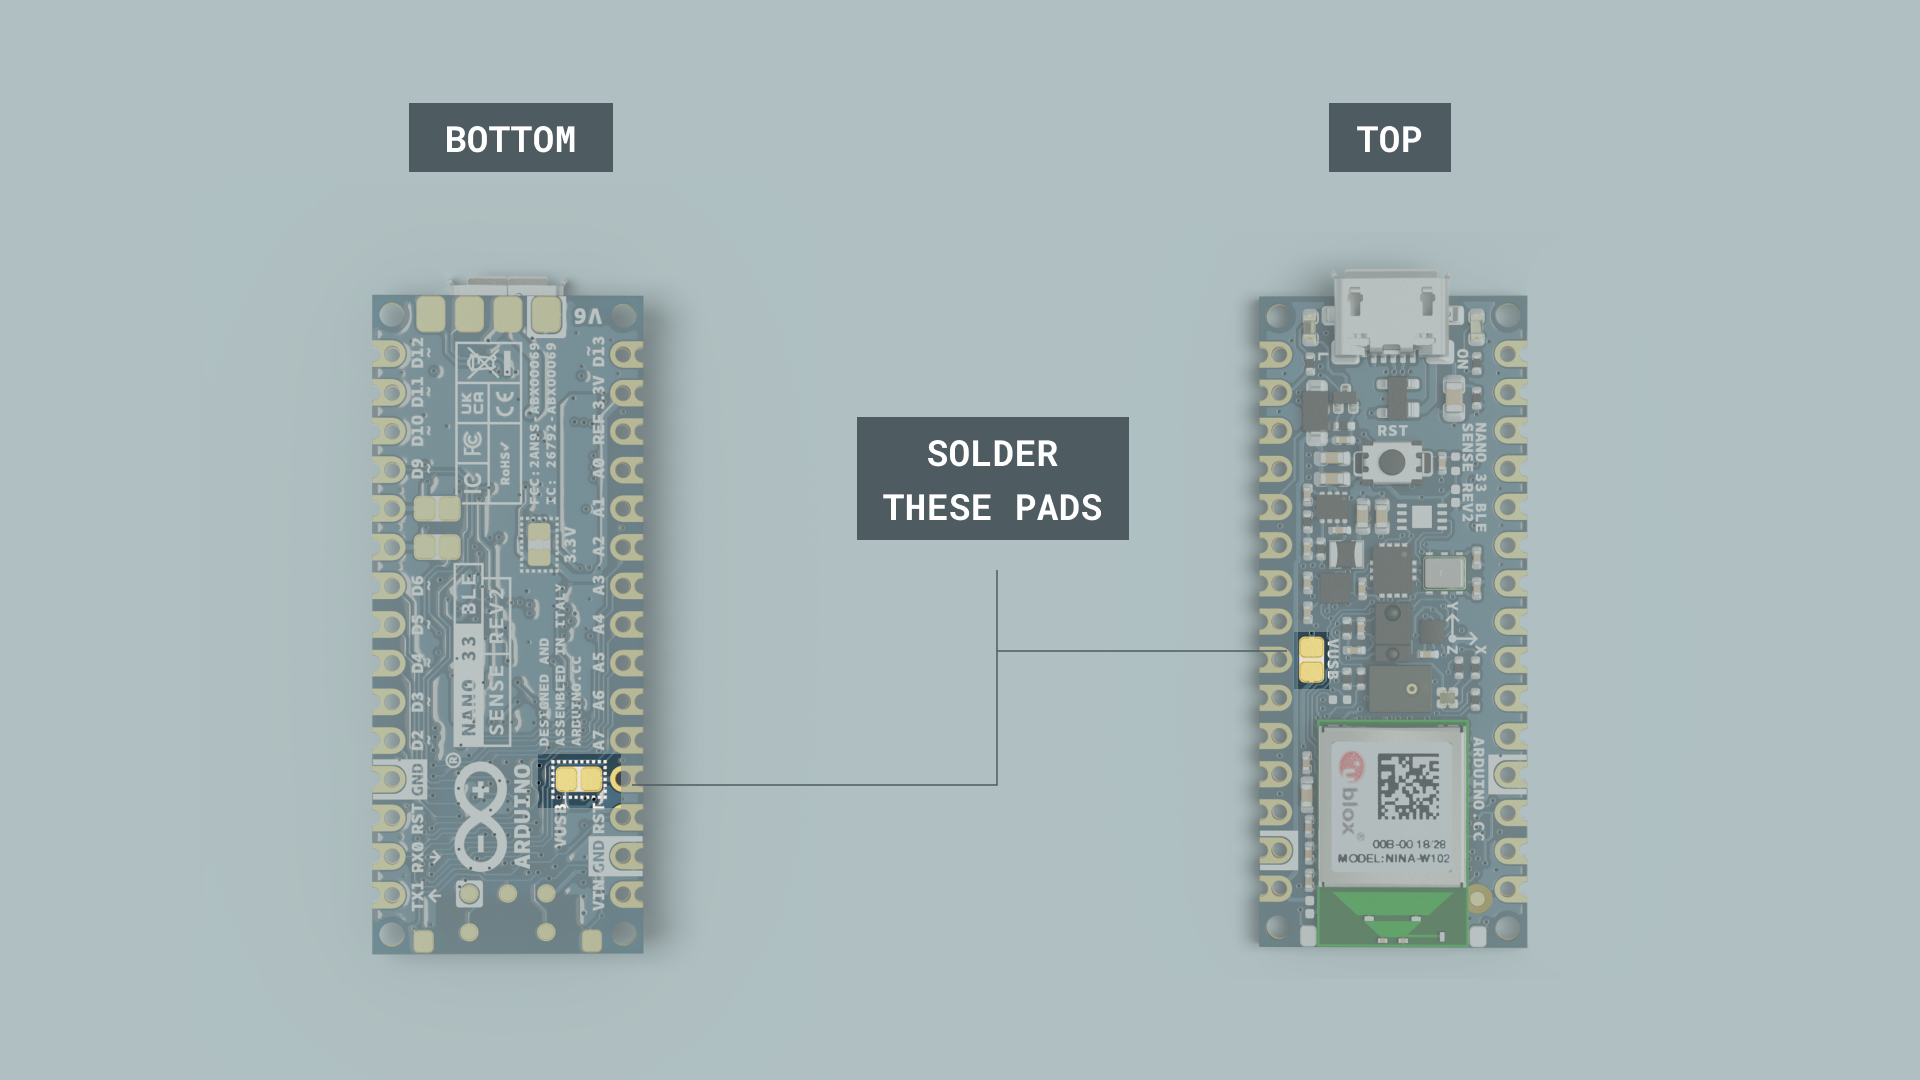 BOTTOM
TOP
SOLDER
THESE PADS
V6
D12
~D11
D10
D9
D6
D5
D4
D3
D2
GND
RST
RX0
TX1
~D13
3.3V
REF
A0
A1
A2
A3
A4
A5
A6
A7
RST
GND
VIN
UK
CA
CE
FC
IC
RoHS✓
FCC:2AN9S-ABX00069
IC: 26792-ABX00069
3.3V
NANO 33 BLE
SENSE REV2
DESIGNED AND
ASSEMBLED IN ITALY
ARDUINO.CC
®
ARDUINO
VUSB
L
ON
RST
NANO 33 BLE
SENSE REV2
Y
X
Z
VUSB
ublox®
00B-00 18/28
MODEL:NINA-W102
ARDUINO.CC